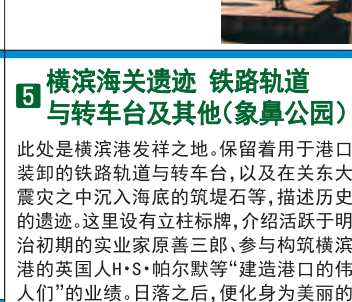 5 横滨海关遗迹 铁路轨道
与转车台及其他(象鼻公园)
此处是横滨港发祥之地。保留着用于港口
装卸的铁路轨道与转车台,以及在关东大
震灾之中沉入海底的筑堤石等,描述历史
的遗迹。这里设有立柱标牌,介绍活跃于明
治初期的实业家原善三郎、参与构筑横滨
港的英国人H·S·帕尔默等“建造港口的伟
人们”的业绩。日落之后,便化身为美丽的